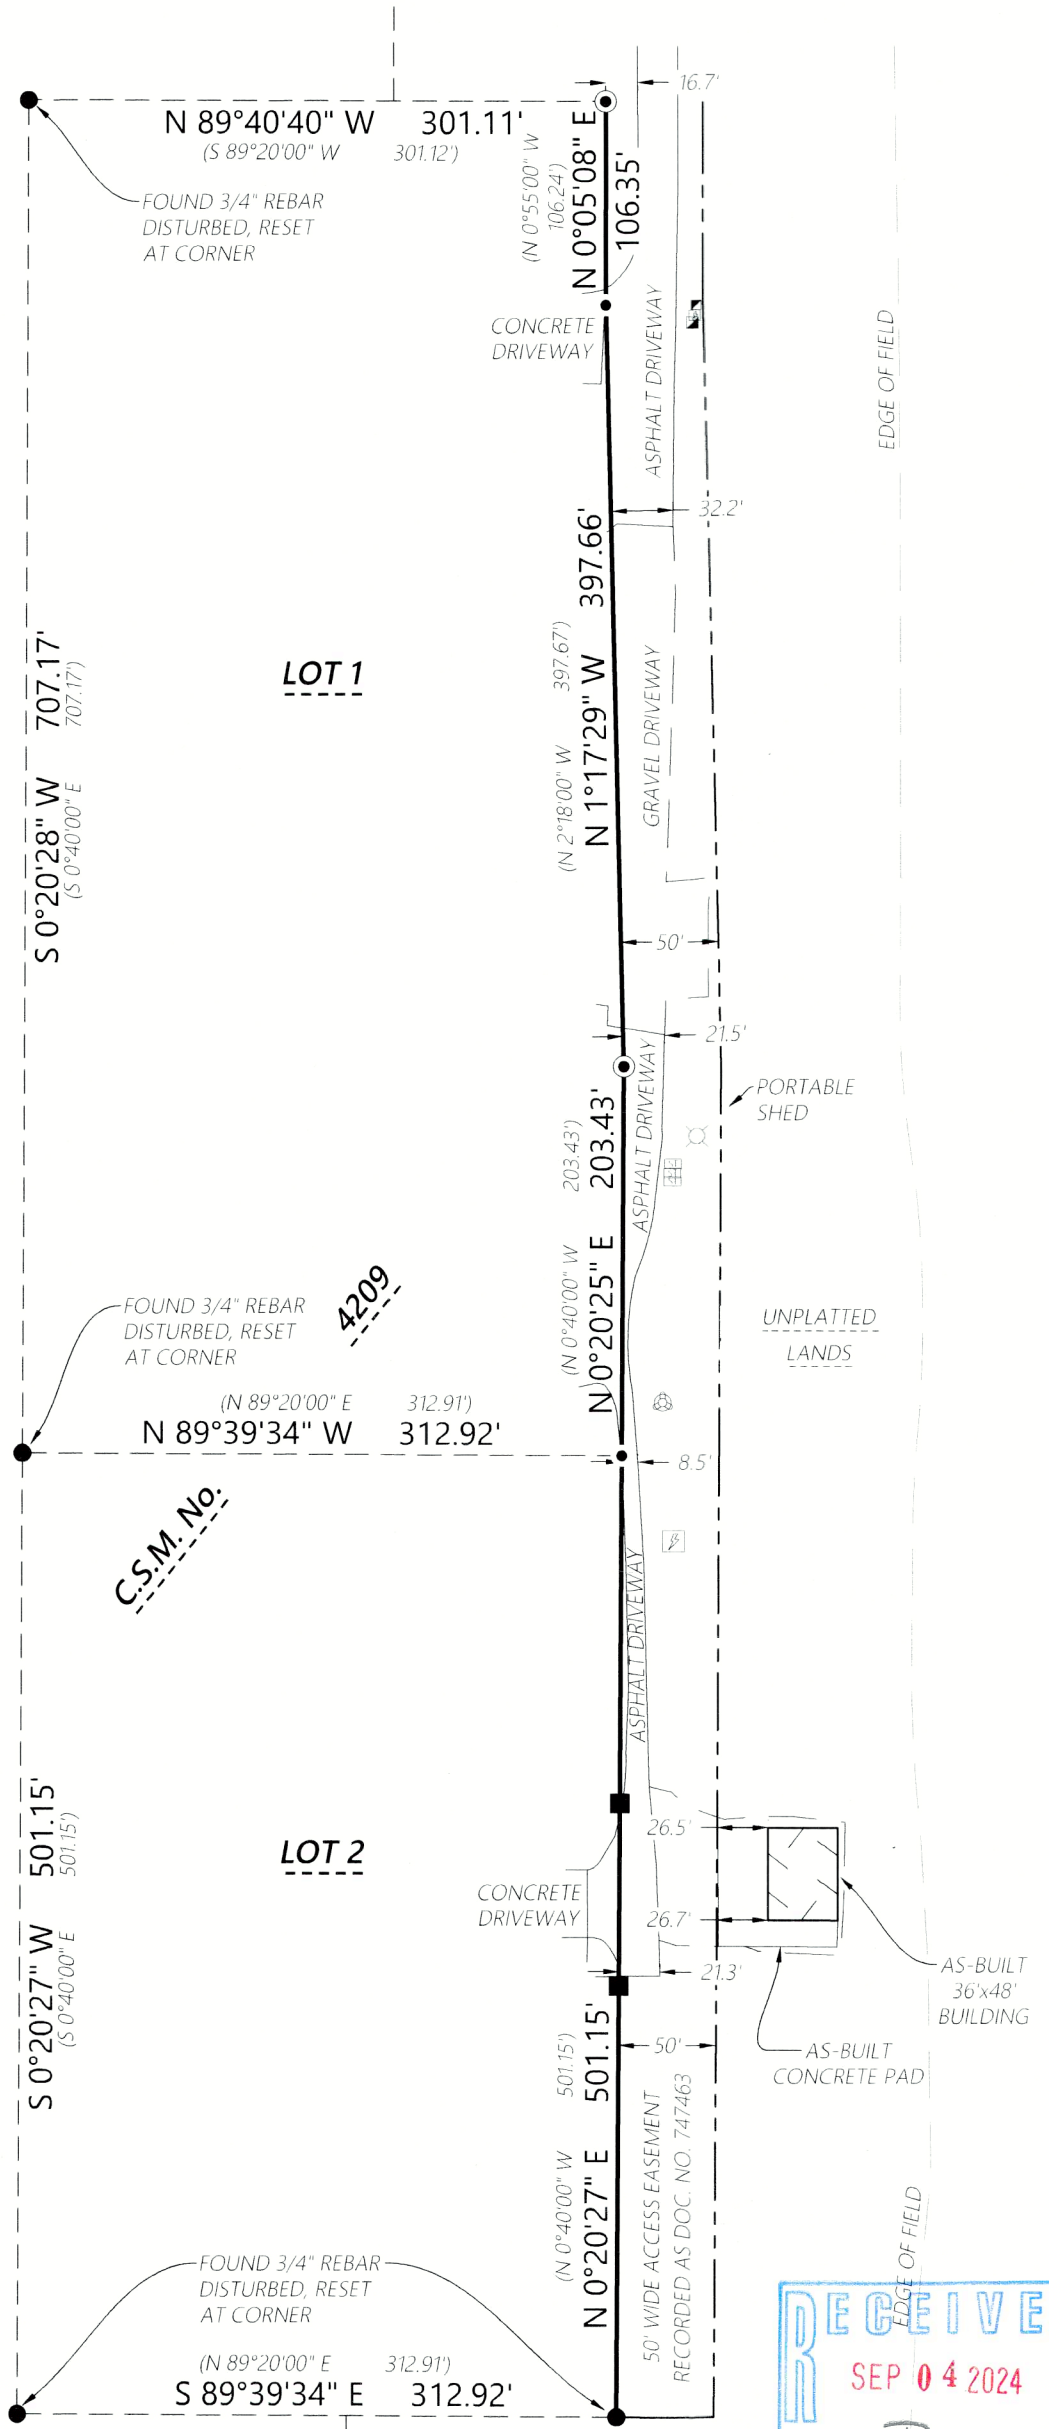 16.7'
N 89°40'40" W 301.11'
(S 89°20'00" W 301.12')
FOUND 3/4" REBAR
DISTURBED, RESET
AT CORNER
(N 0°55'00" W
106.24')
N 0°05'08" E
106.35'
CONCRETE
DRIVEWAY
ASPHALT DRIVEWAY
EDGE OF FIELD
32.2'
N 1°17'29" W 397.66'
(N 2°18'00" W 397.67')
GRAVEL DRIVEWAY
LOT 1
S 0°20'28" W 707.17'
(S 0°40'00" E 707.17')
50'
21.5'
ASPHALT DRIVEWAY
PORTABLE
SHED
N 0°20'25" E 203.43'
(N 0°40'00" W 203.43')
UNPLATTED
LANDS
FOUND 3/4" REBAR
DISTURBED, RESET
AT CORNER
C.S.M. No. 4209
(N 89°20'00" E 312.91')
N 89°39'34" W 312.92'
8.5'
ASPHALT DRIVEWAY
S 0°20'27" W 501.15'
(S 0°40'00" E 501.15')
LOT 2
26.5'
CONCRETE
DRIVEWAY
26.7'
21.3'
AS-BUILT
36'x48'
BUILDING
AS-BUILT
CONCRETE PAD
50'
(N 0°40'00" W 501.15')
N 0°20'27" E 501.15'
50' WIDE ACCESS EASEMENT
RECORDED AS DOC. NO. 747463
EDGE OF FIELD
FOUND 3/4" REBAR
DISTURBED, RESET
AT CORNER
(N 89°20'00" E 312.91')
S 89°39'34" E 312.92'
RECEIVE
SEP 04 2024